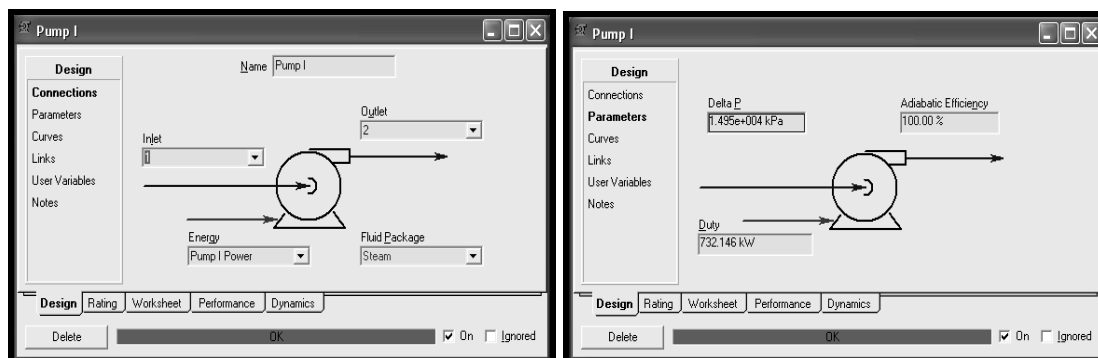 Pump I
Design
Name Pump I
Connections
Parameters
Curves
Links
User Variables
Notes
Inlet
1
Outlet
2
Energy
Pump I Power
Fluid Package
Steam
Design Rating Worksheet Performance Dynamics
Delete OK On Ignored
Pump I
Design
Connections
Parameters
Curves
Links
User Variables
Notes
Delta P
1.495e+004 kPa
Adiabatic Efficiency
100.00 %
Duty
732.146 kW
Design Rating Worksheet Performance Dynamics
Delete OK On Ignored